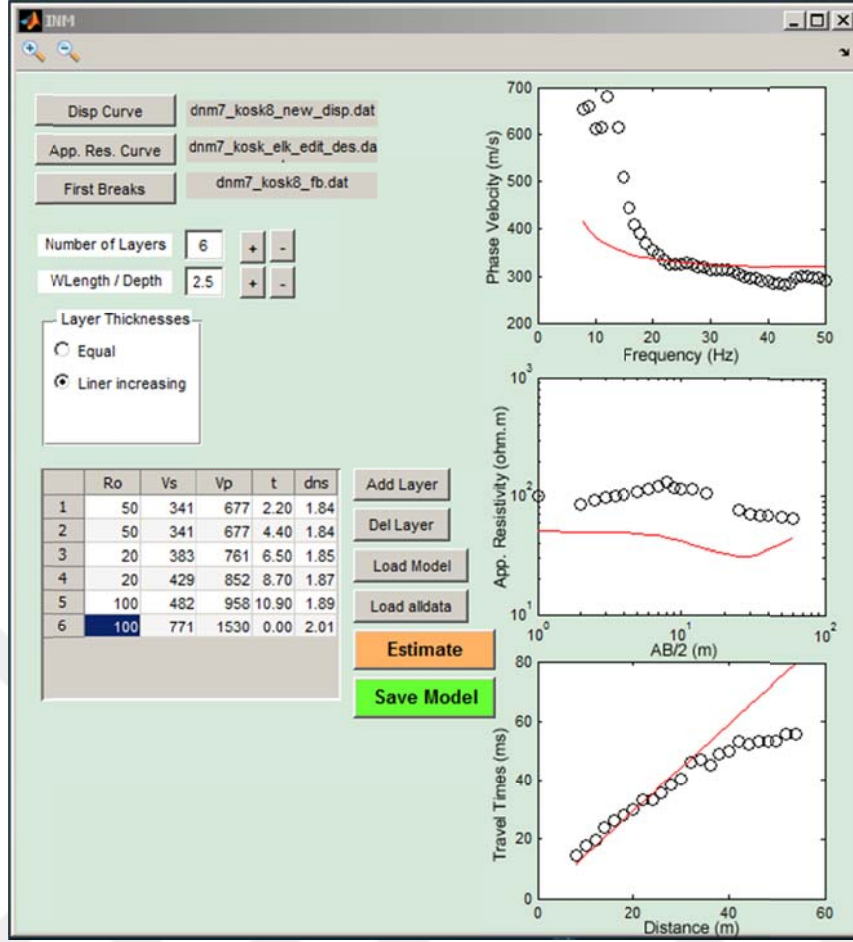 INM
Disp Curve dnm7_kosk8_new_disp.dat
App. Res. Curve dnm7_kosk_elk_edit_des.da
First Breaks dnm7_kosk8_fb.dat
Number of Layers 6 + -
WLength / Depth 2.5 + -
Layer Thicknesses
Equal
Liner increasing
Ro Vs Vp t dns
1 50 341 677 2.20 1.84
2 50 341 677 4.40 1.84
3 20 383 761 6.50 1.85
4 20 429 852 8.70 1.87
5 100 482 958 10.90 1.89
6 100 771 1530 0.00 2.01
Add Layer
Del Layer
Load Model
Load alldata
Estimate
Save Model
Phase Velocity (m/s)
700
600
500
400
300
200
0 10 20 30 40 50
Frequency (Hz)
App. Resistivity (ohm.m)
10^3
10^2
10^1
10^0 10^1 10^2
AB/2 (m)
Travel Times (ms)
80
60
40
20
0
0 20 40 60
Distance (m)